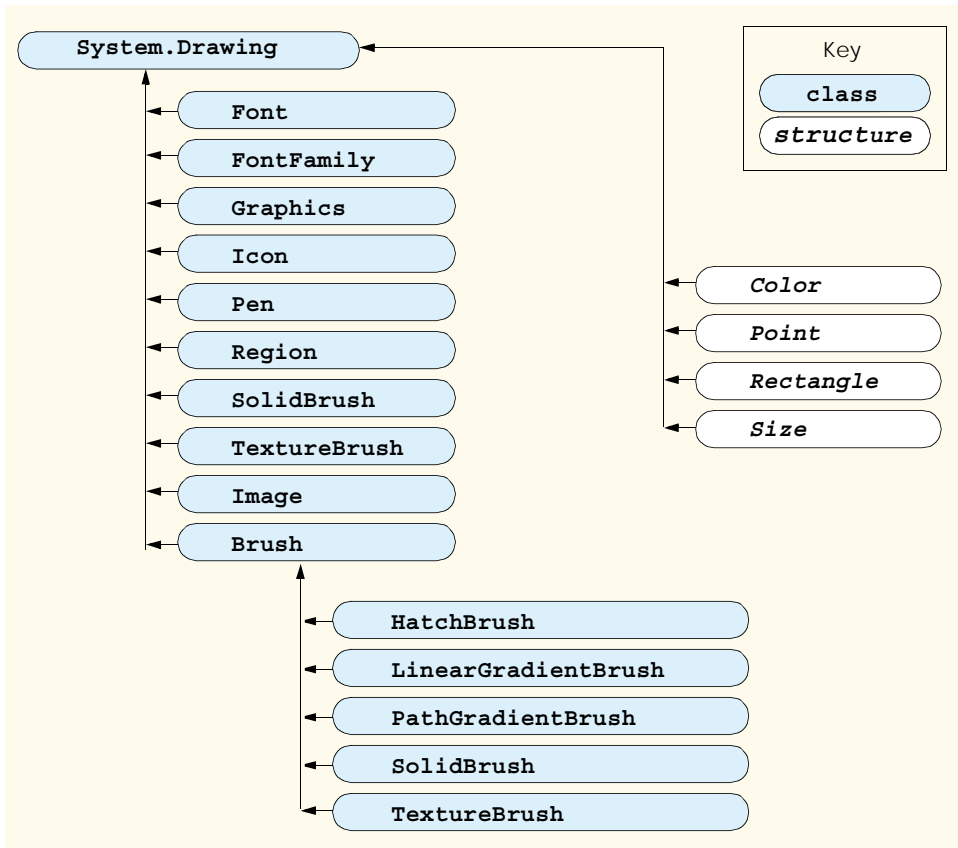 System.Drawing
Font
FontFamily
Graphics
Icon
Pen
Region
SolidBrush
TextureBrush
Image
Brush
HatchBrush
LinearGradientBrush
PathGradientBrush
SolidBrush
TextureBrush
Key
class
structure
Color
Point
Rectangle
Size